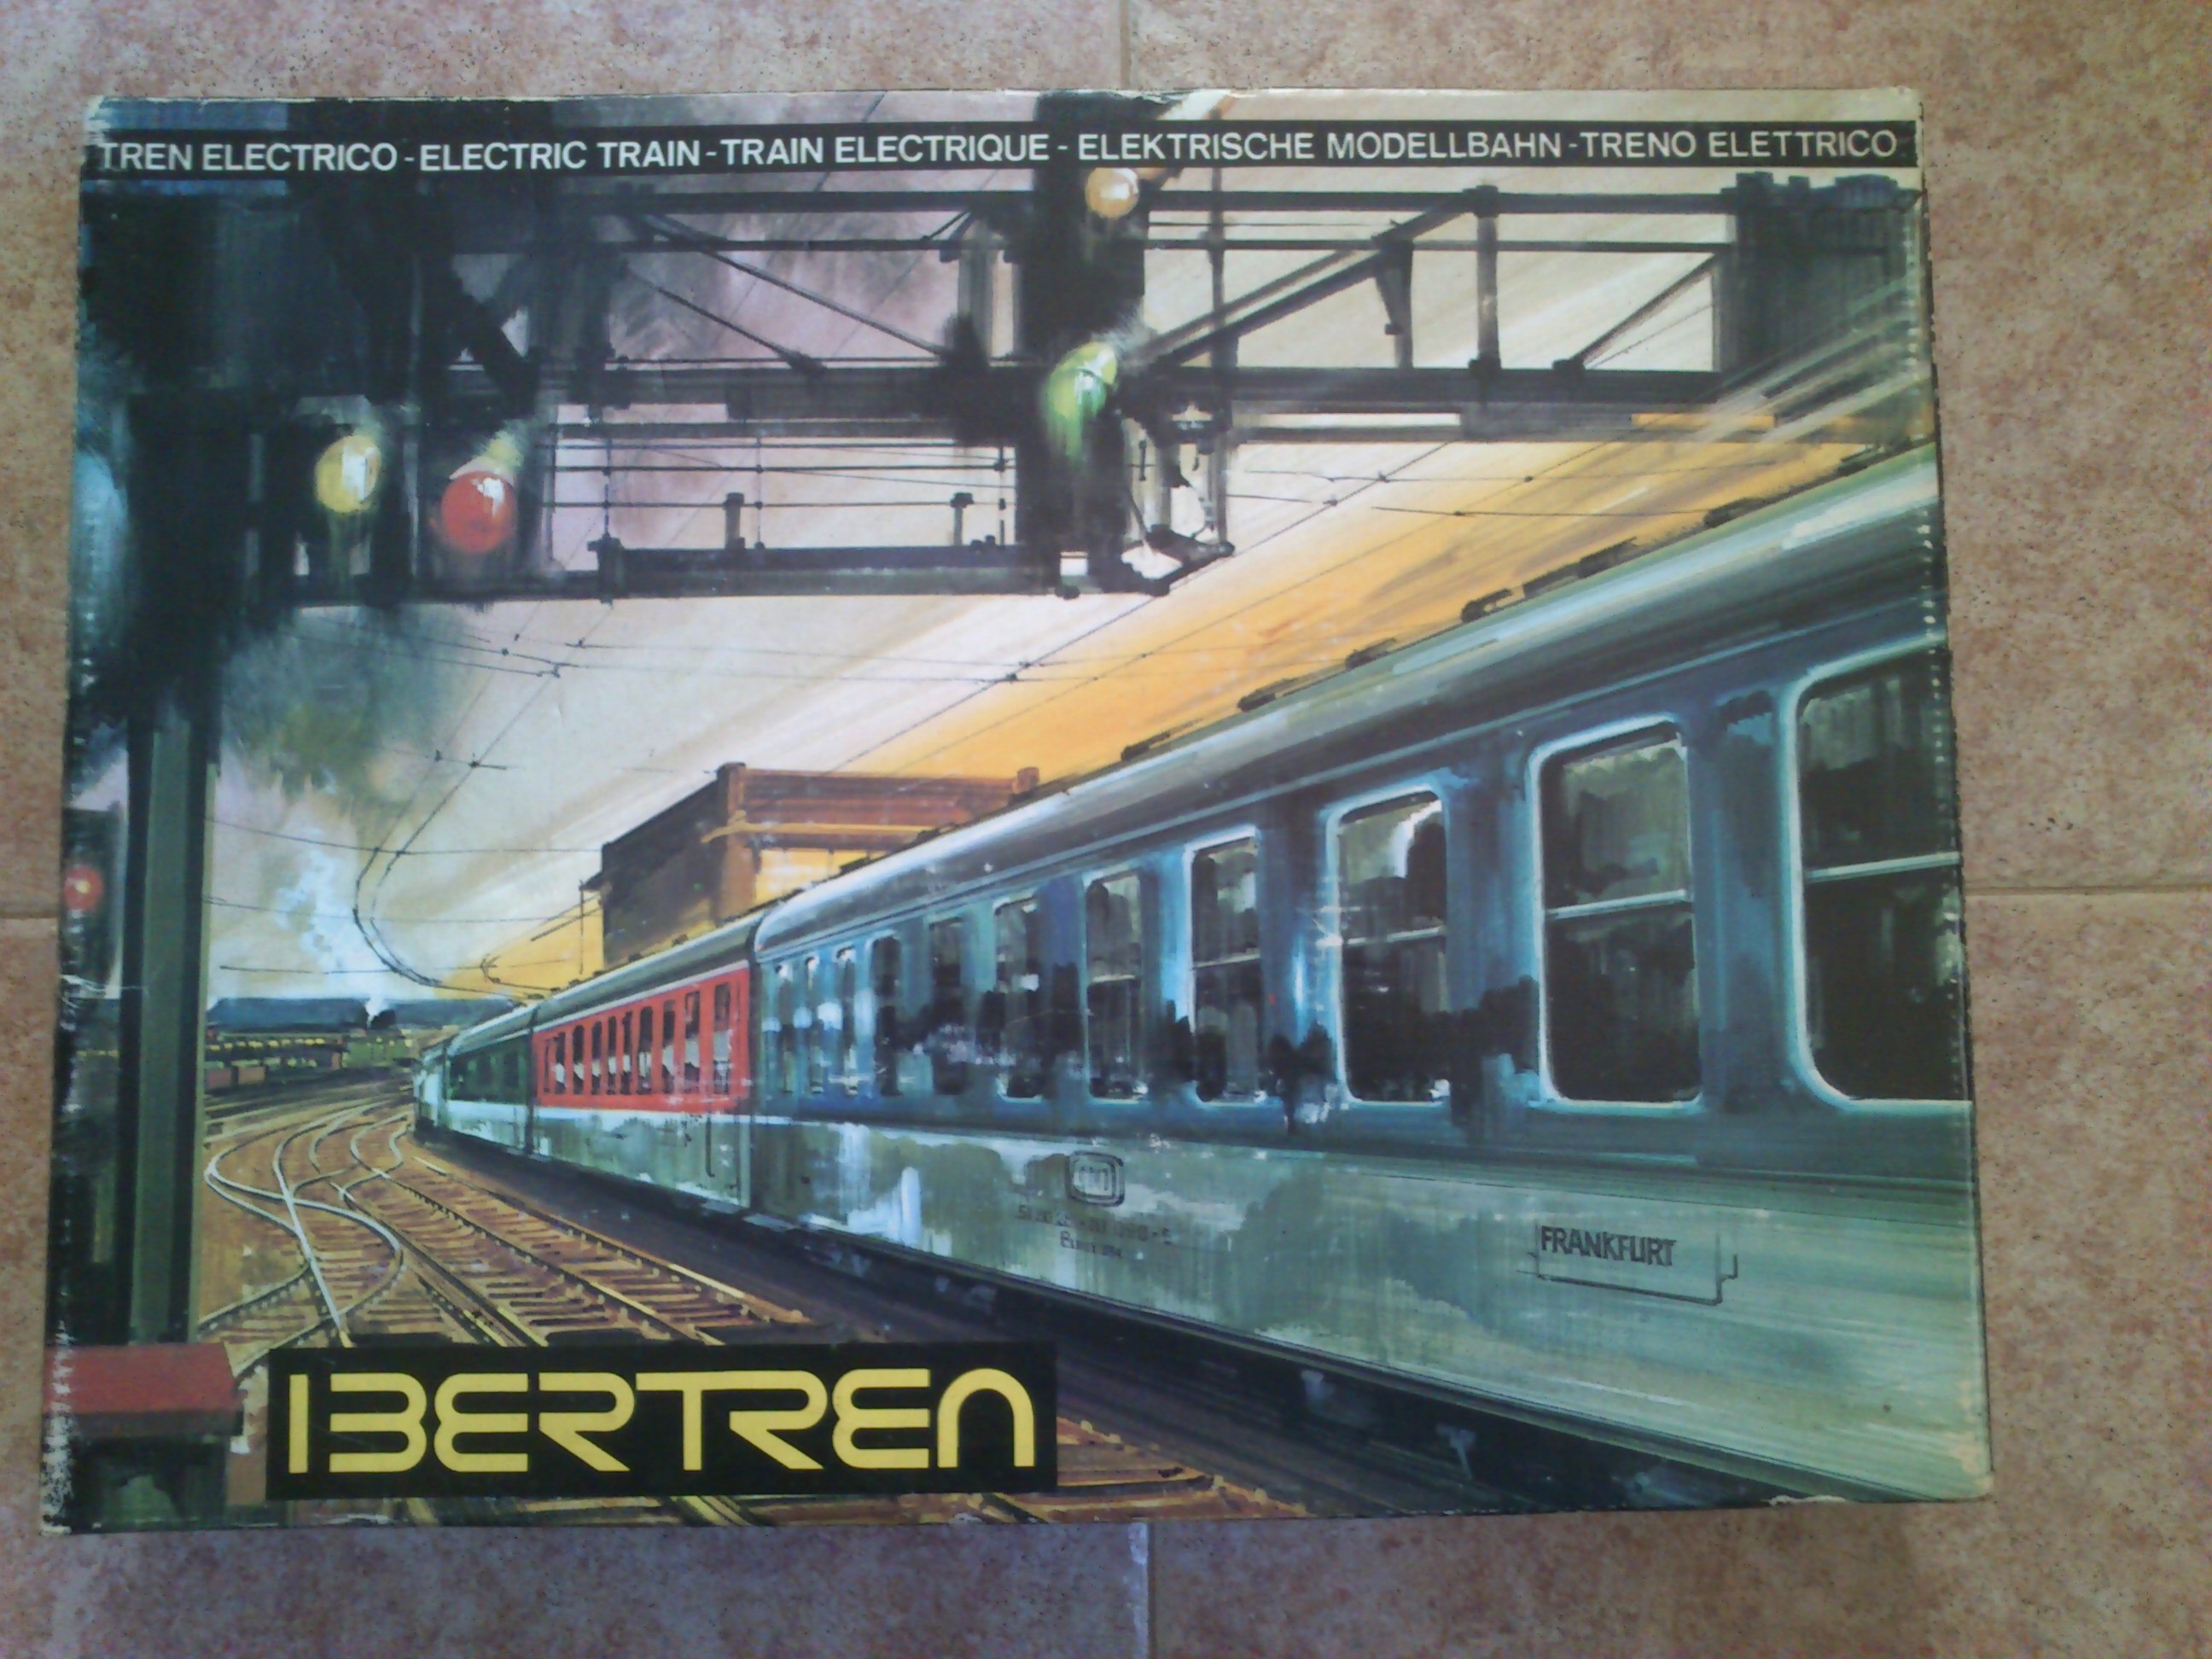 TREN ELECTRICO - ELECTRIC TRAIN - TRAIN ELECTRIQUE - ELEKTRISCHE MODELLBAHN - TRENO ELETTRICO
FRANKFURT
IBERTREN